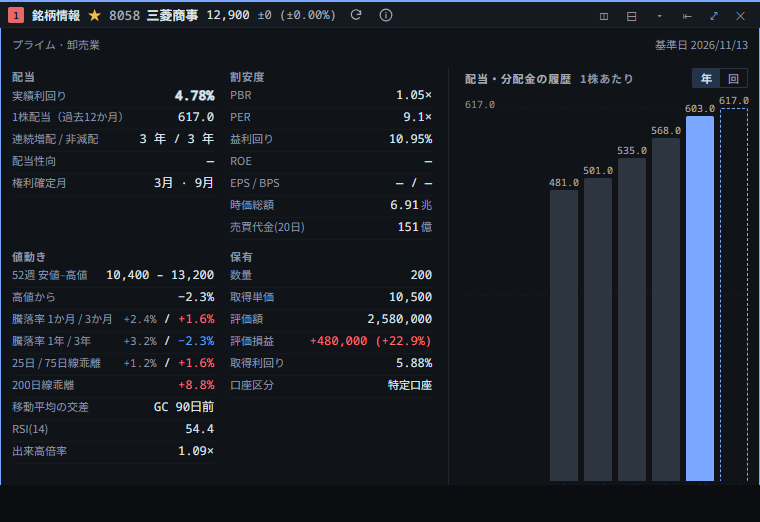 1 銘柄情報 ★ 8058 三菱商事 12,900 ±0 (±0.00%)
プライム・卸売業
基準日 2026/11/13
配当
実績利回り 4.78%
1株配当（過去12か月） 617.0
連続増配 / 非減配 3 年 / 3 年
配当性向 —
権利確定月 3月 · 9月
割安度
PBR 1.05×
PER 9.1×
益利回り 10.95%
ROE —
EPS / BPS — / —
時価総額 6.91兆
売買代金(20日) 151億
値動き
52週 安値–高値 10,400 – 13,200
高値から −2.3%
騰落率 1か月 / 3か月 +2.4% / +1.6%
騰落率 1年 / 3年 +3.2% / −2.3%
25日 / 75日線乖離 +1.2% / +1.6%
200日線乖離 +8.8%
移動平均の交差 GC 90日前
RSI(14) 54.4
出来高倍率 1.09×
保有
数量 200
取得単価 10,500
評価額 2,580,000
評価損益 +480,000 (+22.9%)
取得利回り 5.88%
口座区分 特定口座
配当・分配金の履歴 1株あたり
年 回
617.0
481.0
501.0
535.0
568.0
603.0
617.0